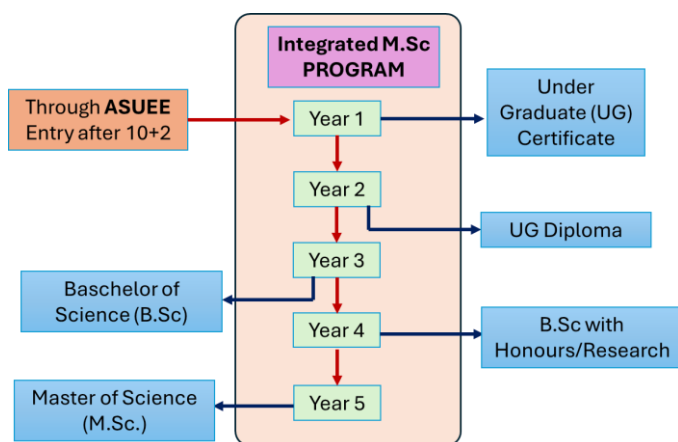 Integrated M.Sc
PROGRAM
Through ASUEE
Entry after 10+2
Year 1
Under
Graduate (UG)
Certificate
Year 2
UG Diploma
Year 3
Baschelor of
Science (B.Sc)
Year 4
B.Sc with
Honours/Research
Year 5
Master of Science
(M.Sc.)